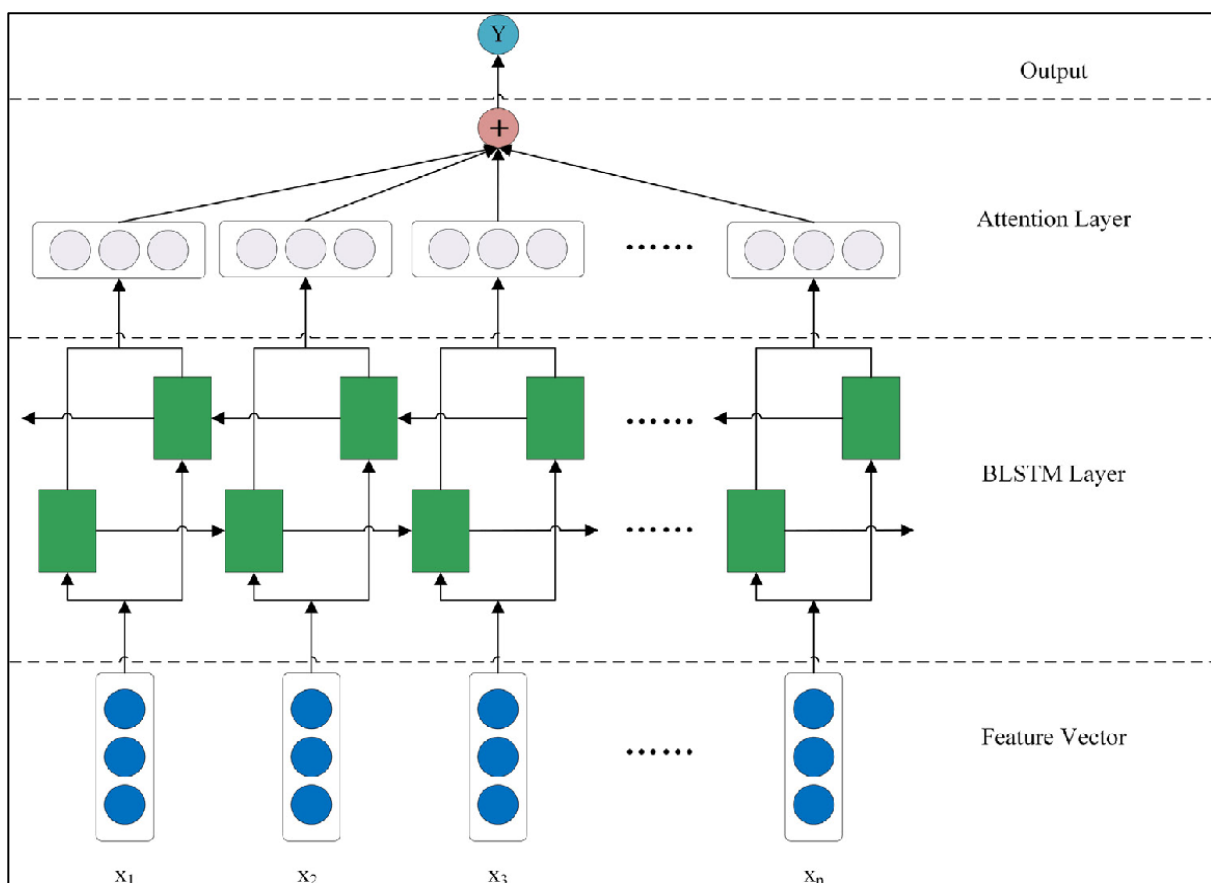 Y
Output
+
Attention Layer
......
......
BLSTM Layer
......
Feature Vector
......
x₁ x₂ x₃ xₙ